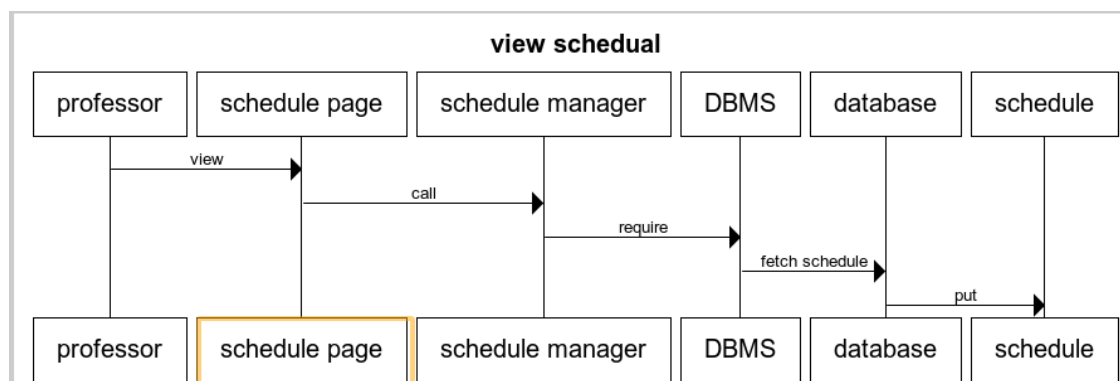 view schedual
professor schedule page schedule manager DBMS database schedule
view
call
require
fetch schedule
put
professor schedule page schedule manager DBMS database schedule